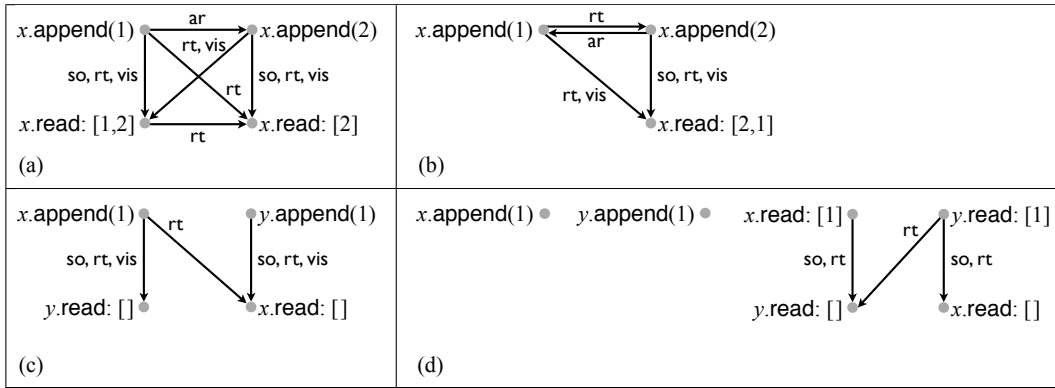 x.append(1)
ar
x.append(2)
rt, vis
so, rt, vis
so, rt, vis
rt
x.read: [1,2]
x.read: [2]
rt
(a)
rt
x.append(1)
x.append(2)
ar
so, rt, vis
rt, vis
x.read: [2,1]
(b)
x.append(1)
y.append(1)
rt
so, rt, vis
so, rt, vis
y.read: []
x.read: []
(c)
x.append(1)
y.append(1)
x.read: [1]
y.read: [1]
rt
so, rt
so, rt
y.read: []
x.read: []
(d)